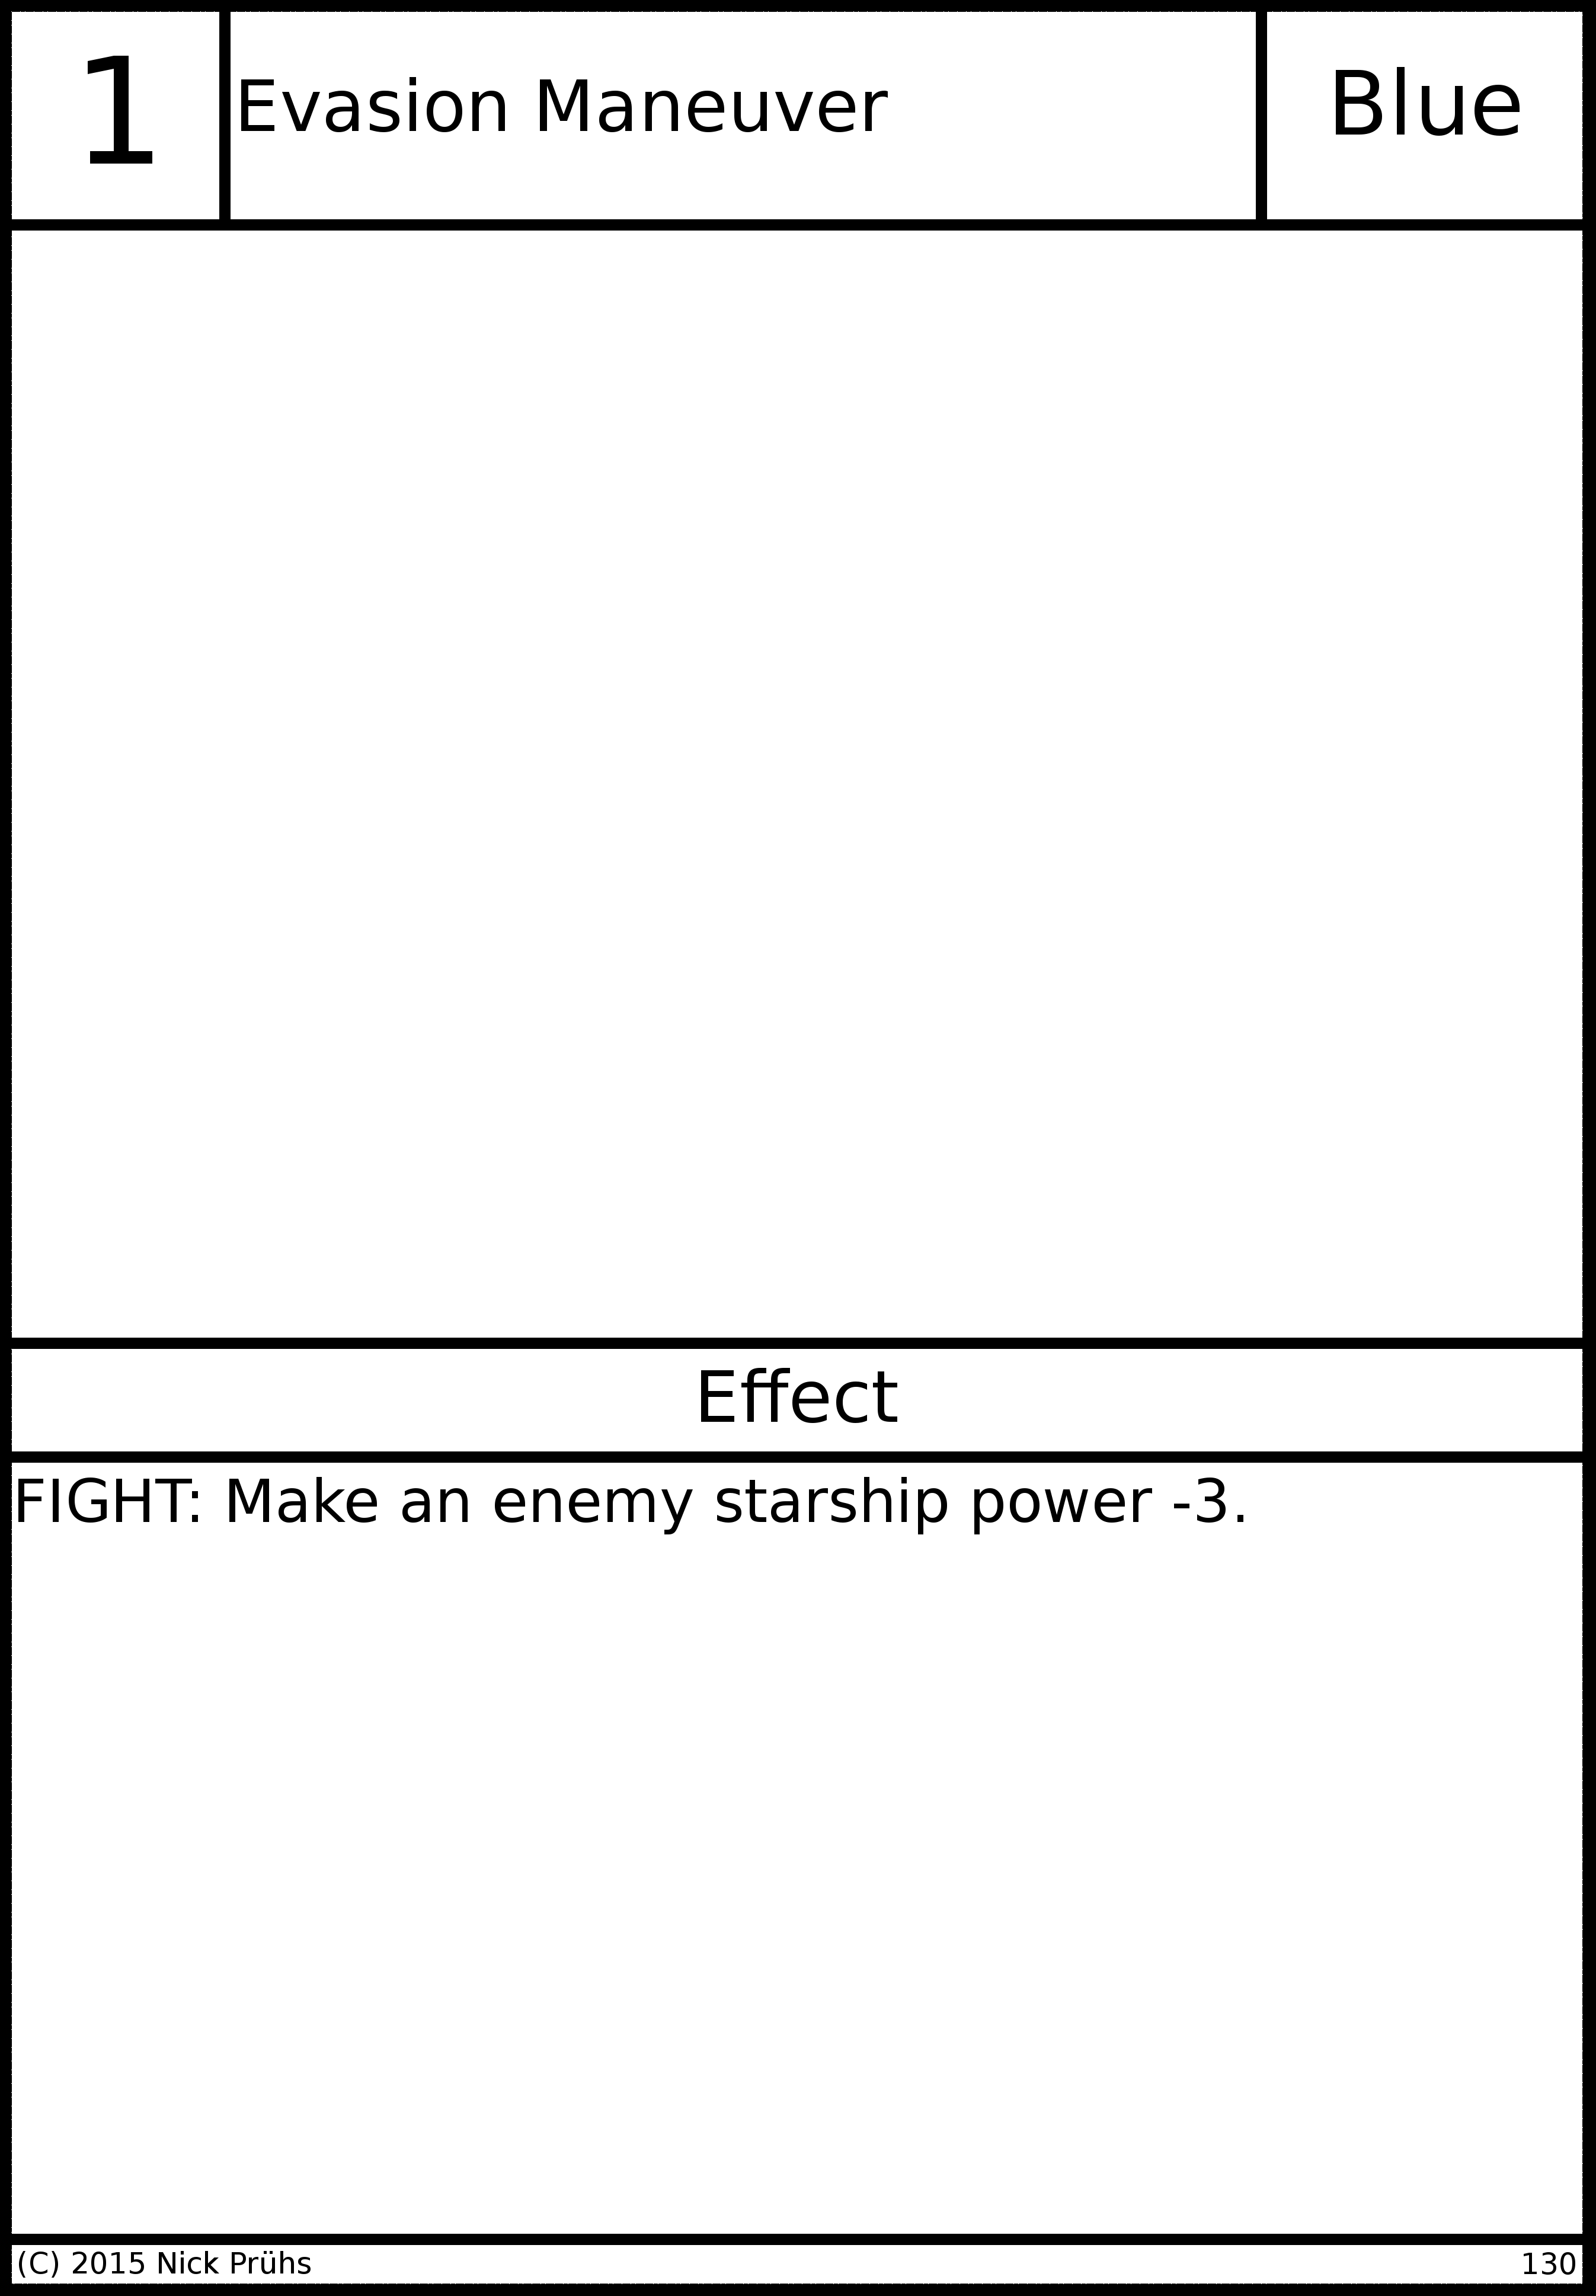 1
Evasion Maneuver
Blue
Effect
FIGHT: Make an enemy starship power -3.
(C) 2015 Nick Prühs
130